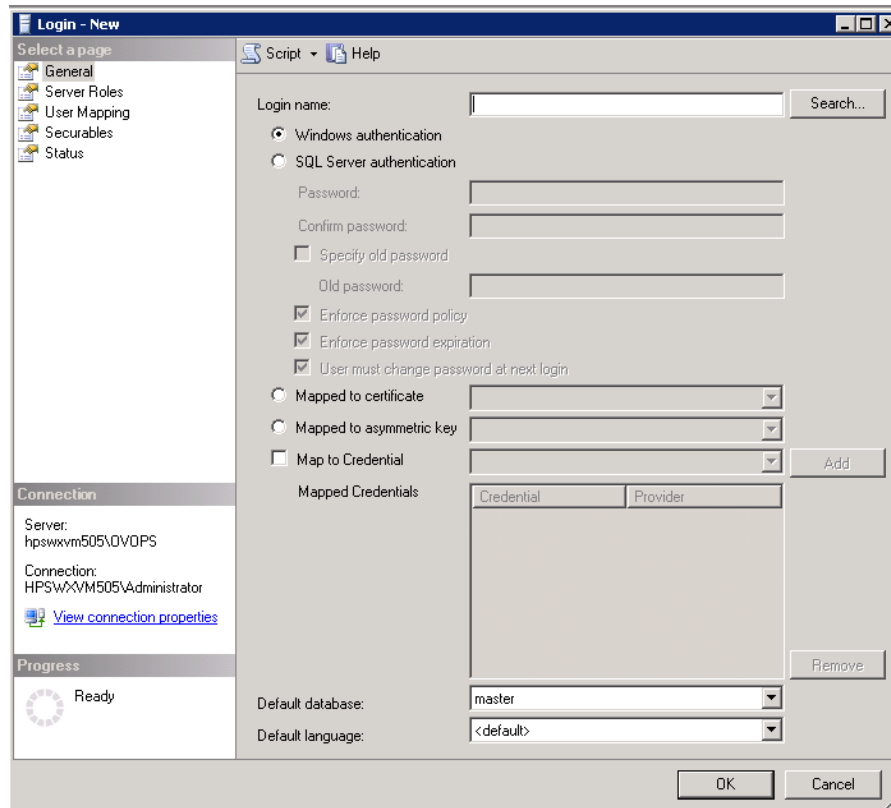 Login - New
Select a page
General
Server Roles
User Mapping
Securables
Status
Connection
Server:
hpswxvm505\OVOPS
Connection:
HPSWXVM505\Administrator
View connection properties
Progress
Ready
Script
Help
Login name:
Search...
Windows authentication
SQL Server authentication
Password:
Confirm password:
Specify old password
Old password:
Enforce password policy
Enforce password expiration
User must change password at next login
Mapped to certificate
Mapped to asymmetric key
Map to Credential
Add
Mapped Credentials
Credential
Provider
Remove
Default database:
master
Default language:
<default>
OK
Cancel